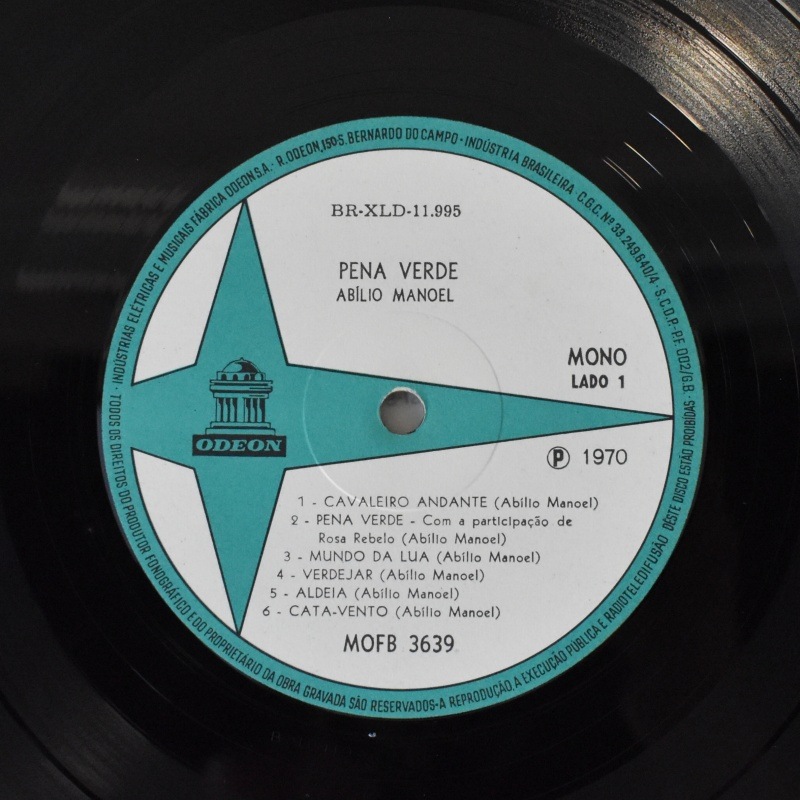 BR-XLD-11.995
PENA VERDE
ABÍLIO MANOEL
MONO
LADO 1
ODEON
Ⓟ 1970
1 - CAVALEIRO ANDANTE (Abílio Manoel)
2 - PENA VERDE - Com a participação de
Rosa Rebelo (Abílio Manoel)
3 - MUNDO DA LUA (Abílio Manoel)
4 - VERDEJAR (Abílio Manoel)
5 - ALDEIA (Abílio Manoel)
6 - CATA-VENTO (Abílio Manoel)
MOFB 3639
INDÚSTRIAS ELÉTRICAS E MUSICAIS FÁBRICA ODEON S.A. · R. ODEON, 150 S. BERNARDO DO CAMPO · INDÚSTRIA BRASILEIRA · C.G.C. Nº 33.249.640/4 · S.C.D.P.-P.F. 002/G.B. ·
TODOS OS DIREITOS DO PRODUTOR FONOGRÁFICO E DO PROPRIETÁRIO DA OBRA GRAVADA SÃO RESERVADOS-A REPRODUÇÃO, A EXECUÇÃO PÚBLICA E RADIOTELEDIFUSÃO DÊSTE DISCO ESTÃO PROIBÍDAS ·